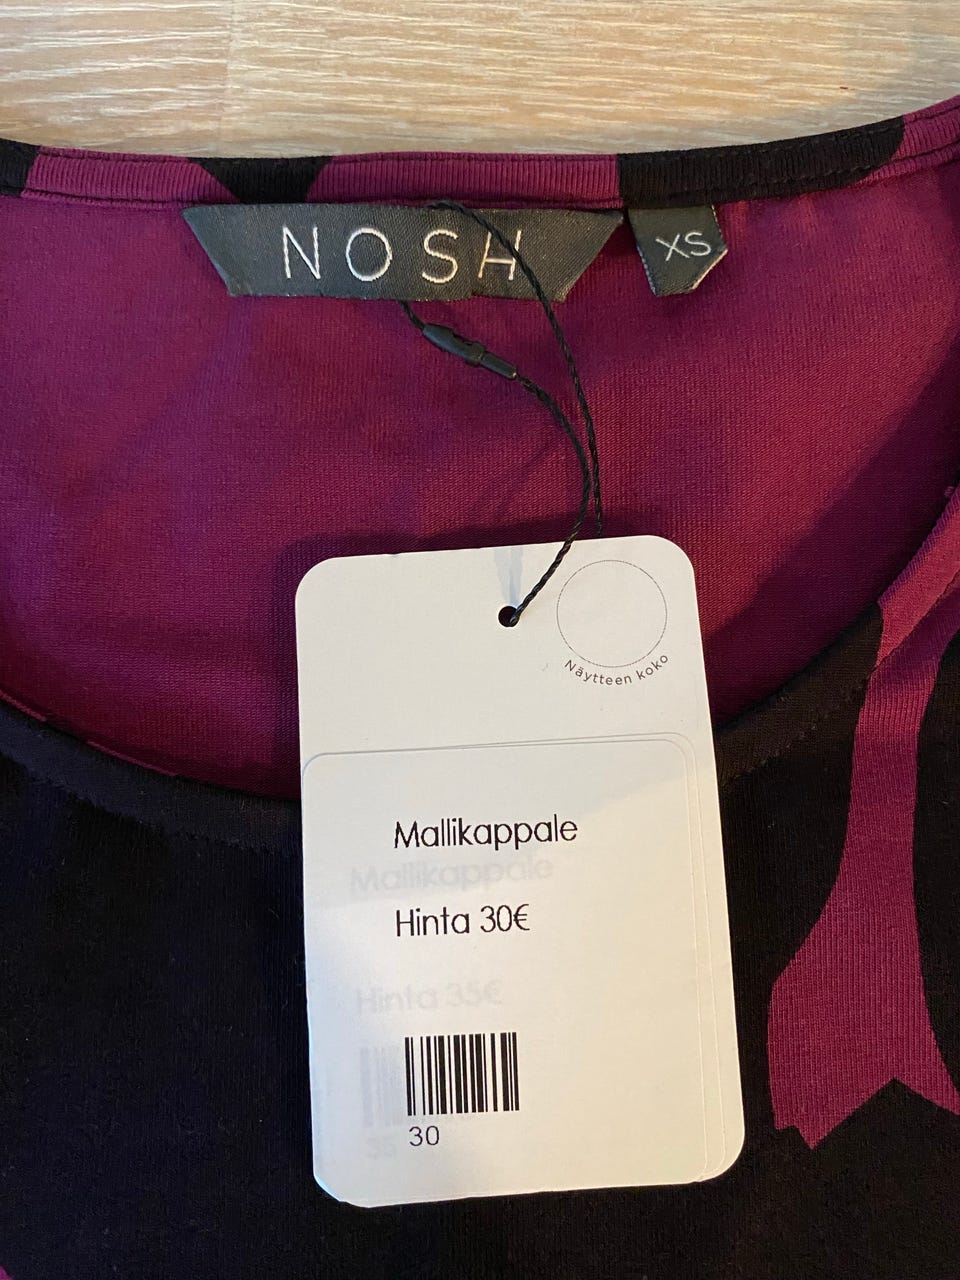 NOSH
XS
Näytteen koko
Mallikappale
Mallikappale
Hinta 30€
Hinta 35€
30
35